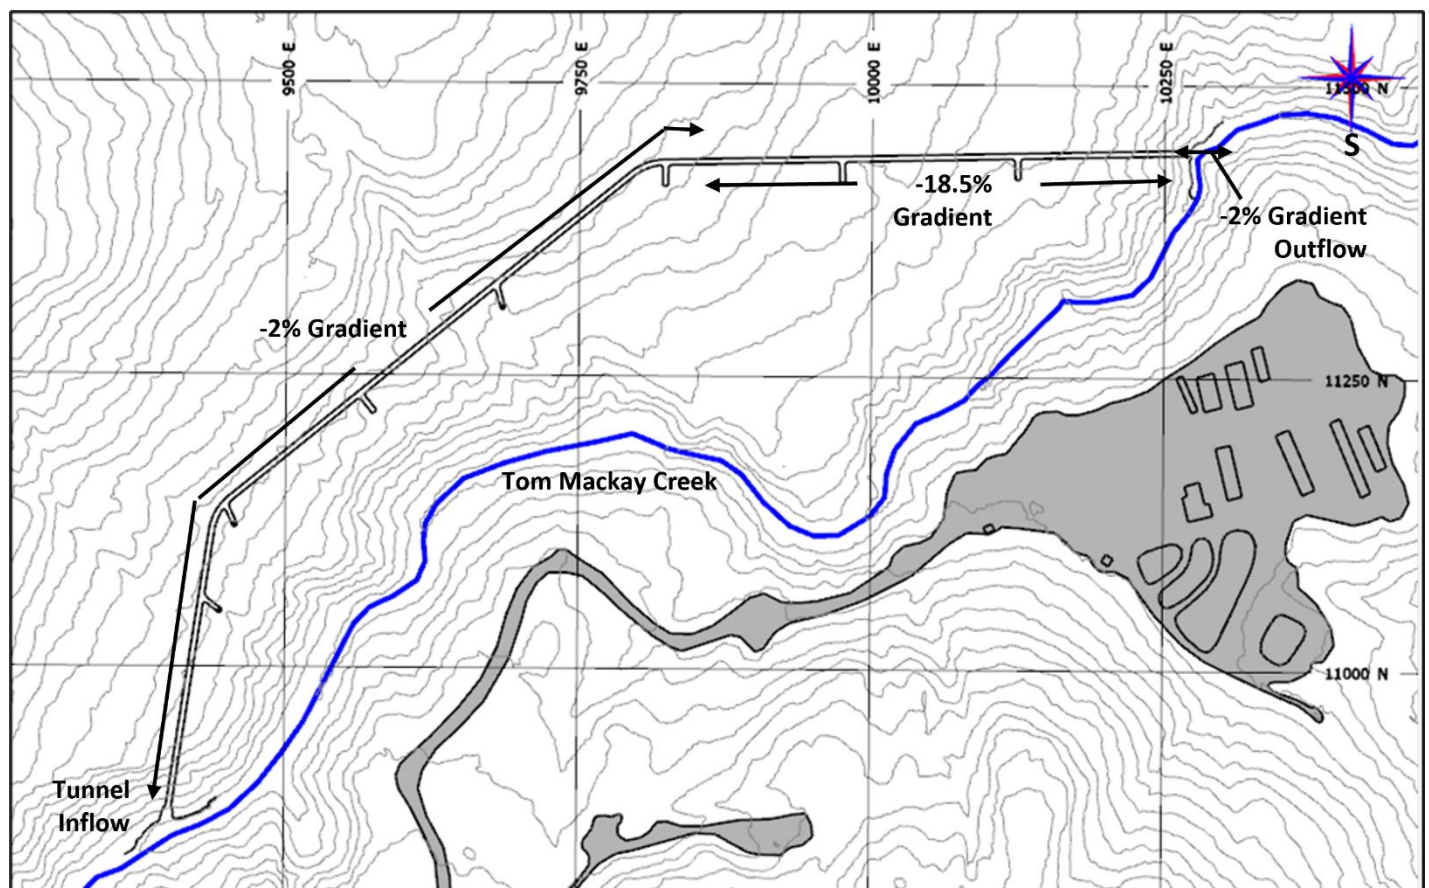 9500 E
9750 E
10000 E
10250 E
11500 N
S
-18.5%
Gradient
-2% Gradient
Outflow
-2% Gradient
11250 N
Tom Mackay Creek
11000 N
Tunnel
Inflow